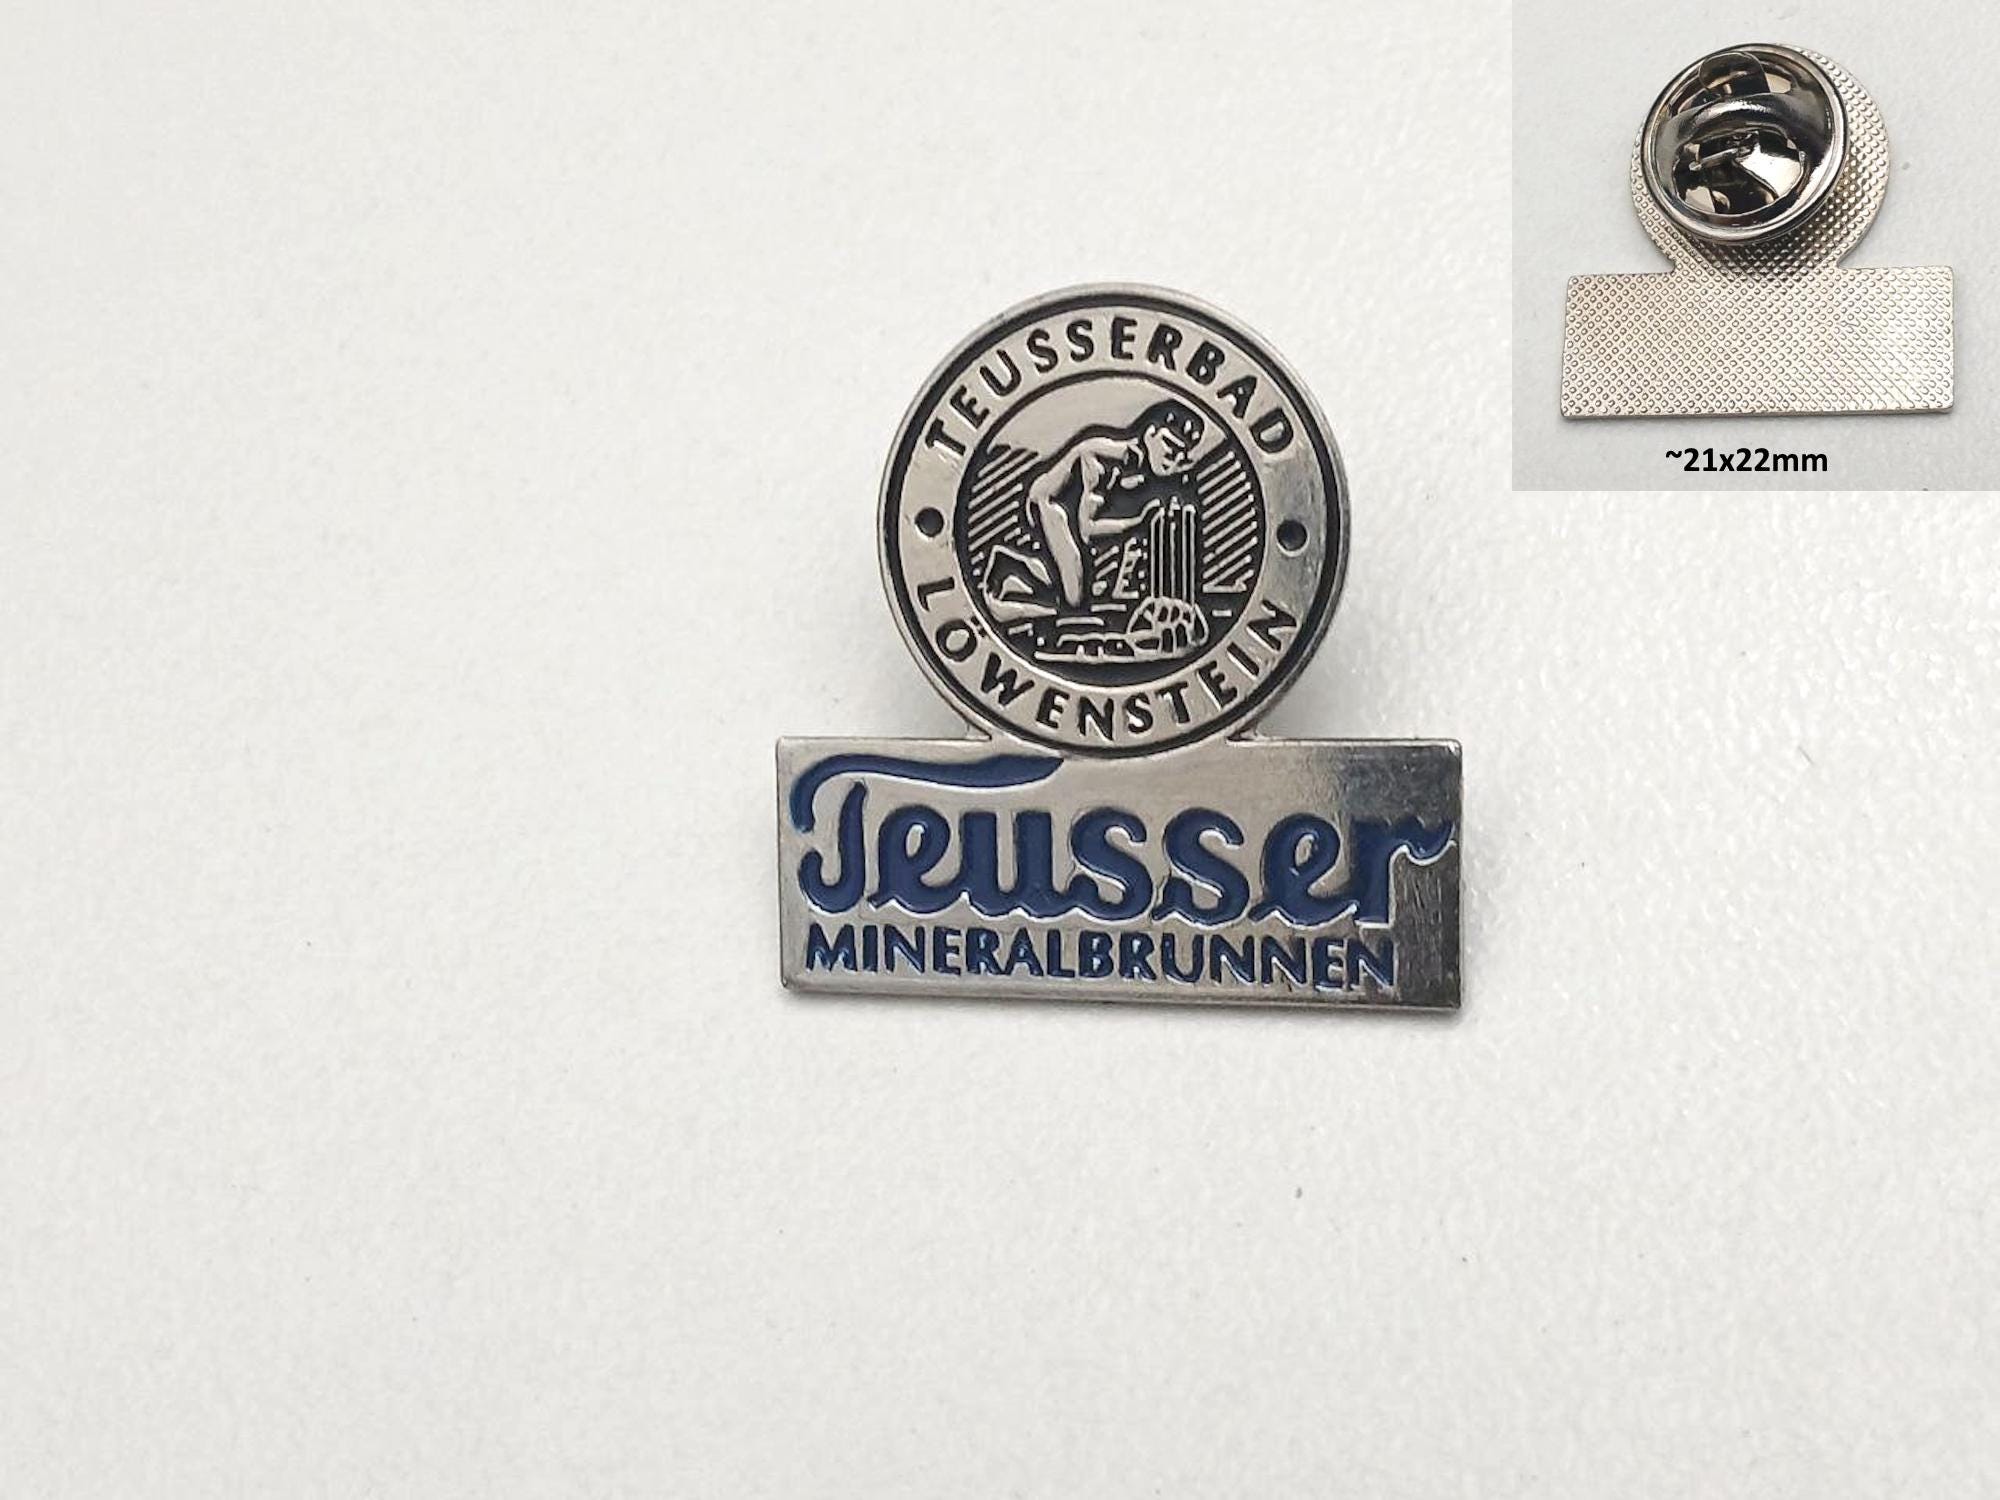 TEUSSERBAD
LÖWENSTEIN
Teusser
MINERALBRUNNEN
~21x22mm